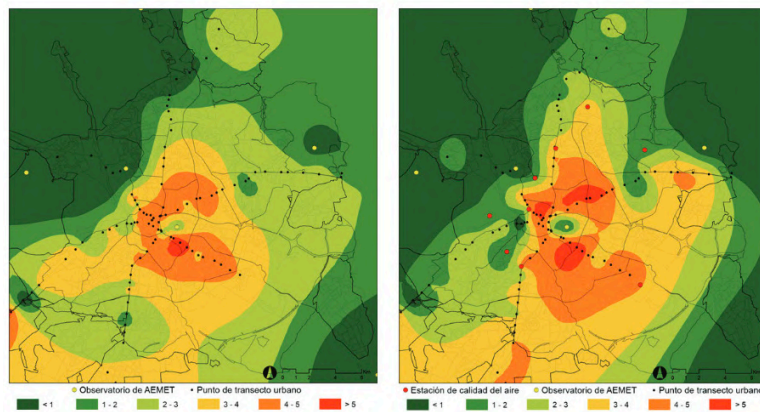 Observatorio de AEMET Punto de transecto urbano
< 1 1 - 2 2 - 3 3 - 4 4 - 5 > 5
Estación de calidad del aire Observatorio de AEMET Punto de transecto urbano
< 1 1 - 2 2 - 3 3 - 4 4 - 5 > 5